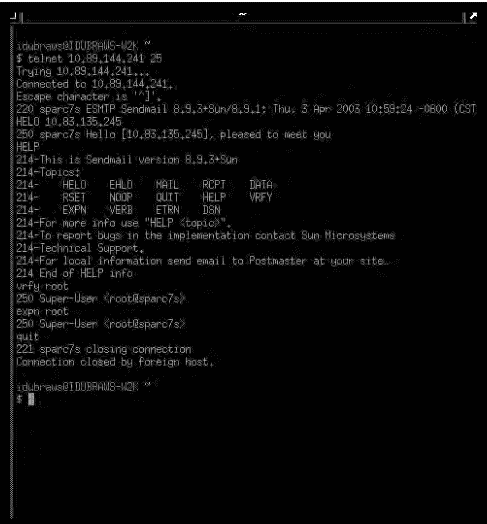 ~
idubraws@IDUBRAWS-W2K ~
$ telnet 10.89.144.241 25
Trying 10.89.144.241...
Connected to 10.89.144.241.
Escape character is '^]'.
220 sparc7s ESMTP Sendmail 8.9.3+Sun/8.9.1; Thu, 3 Apr 2003 10:59:24 -0800 (CST
HELO 10.83.135.245
250 sparc7s Hello [10.83.135.245], pleased to meet you
HELP
214-This is Sendmail version 8.9.3+Sun
214-Topics:
214- HELO EHLO MAIL RCPT DATA
214- RSET NOOP QUIT HELP VRFY
214- EXPN VERB ETRN DSN
214-For more info use "HELP <topic>".
214-To report bugs in the implementation contact Sun Microsystems
214-Technical Support.
214-For local information send email to Postmaster at your site.
214 End of HELP info
vrfy root
250 Super-User <root@sparc7s>
expn root
250 Super-User <root@sparc7s>
quit
221 sparc7s closing connection
Connection closed by foreign host.
idubraws@IDUBRAWS-W2K ~
$